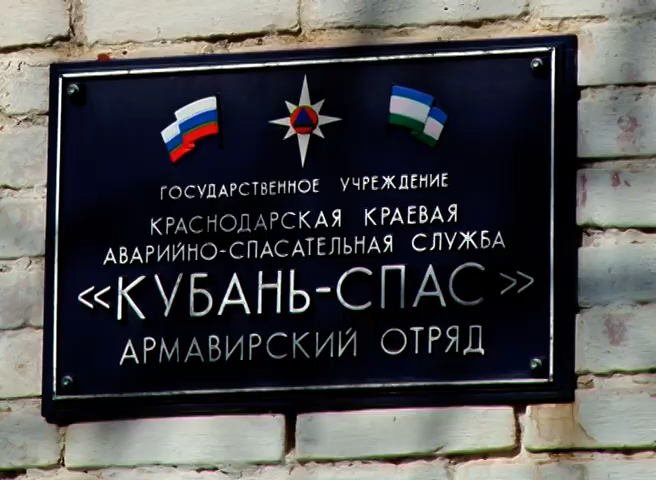 ГОСУДАРСТВЕННОЕ УЧРЕЖДЕНИЕ
КРАСНОДАРСКАЯ КРАЕВАЯ
АВАРИЙНО-СПАСАТЕЛЬНАЯ СЛУЖБА
«КУБАНЬ-СПАС»
АРМАВИРСКИЙ ОТРЯД